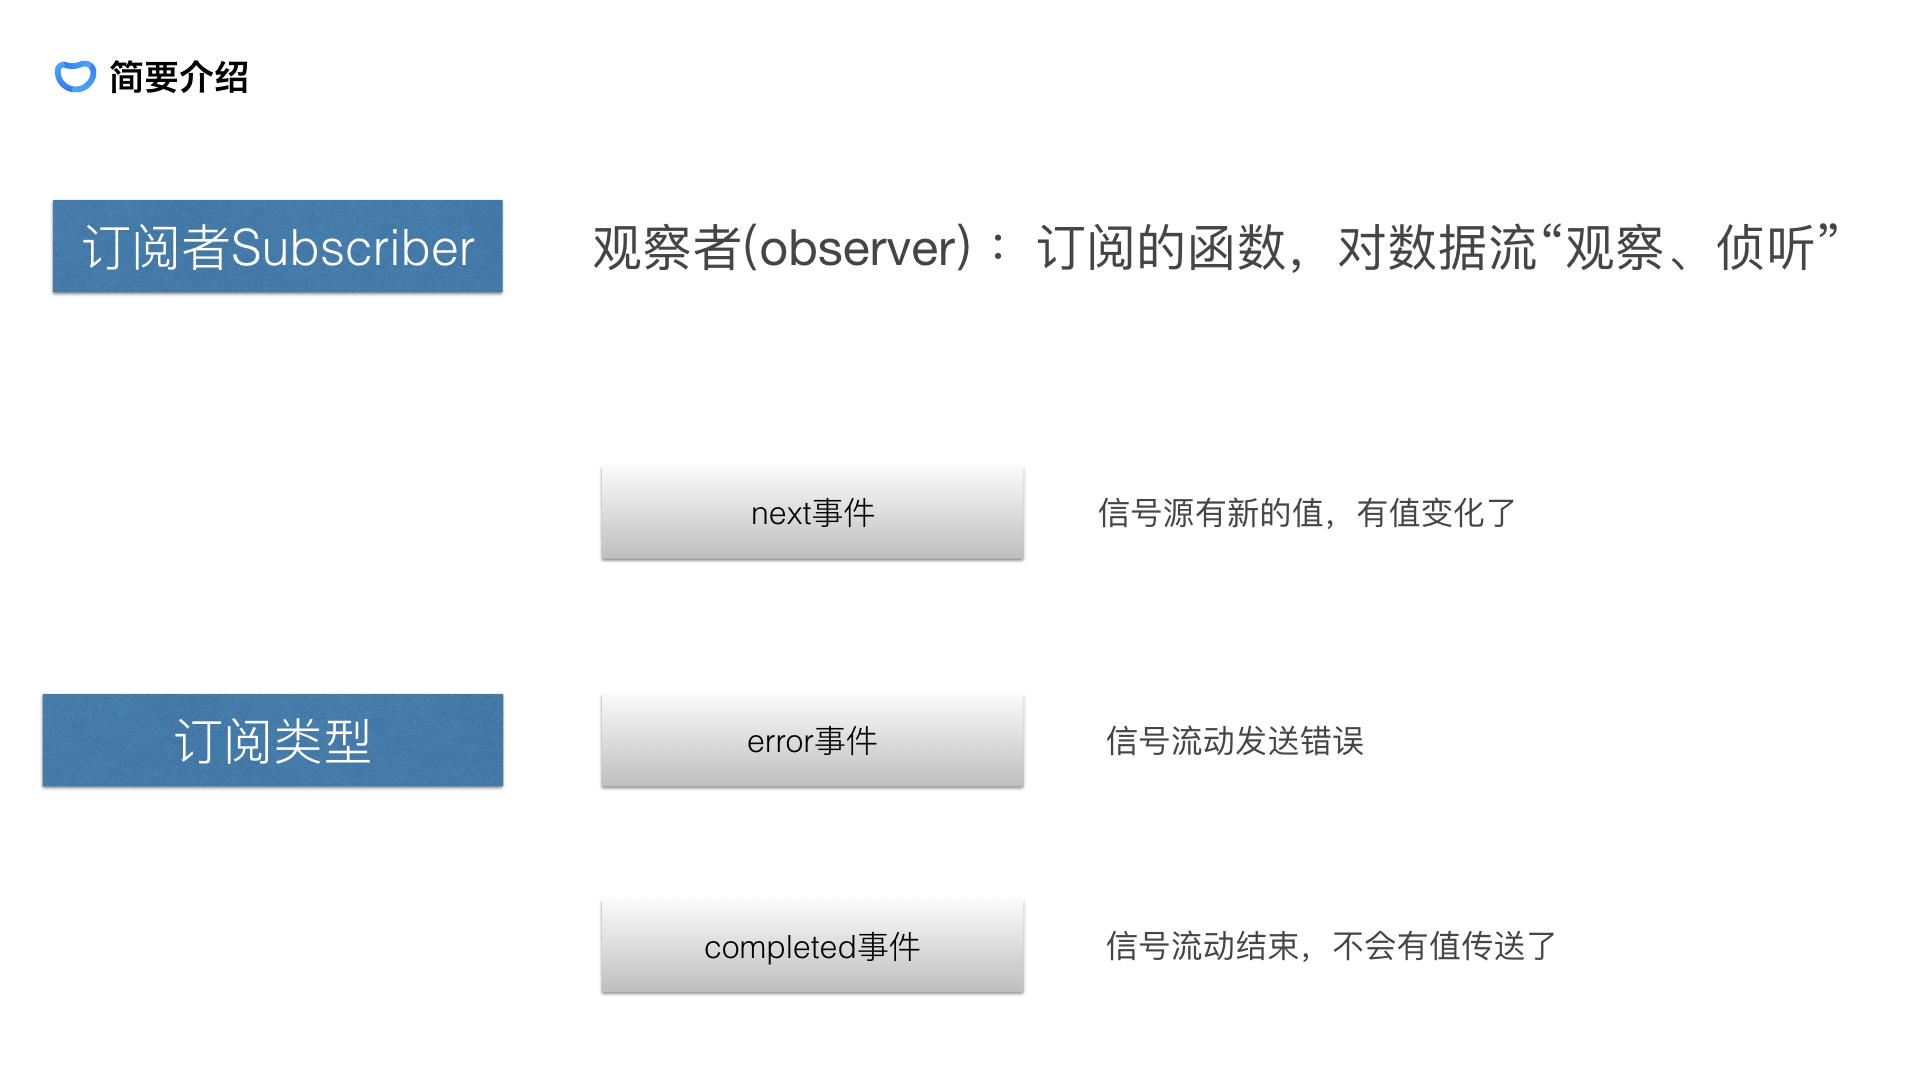 简要介绍
订阅者Subscriber
观察者(observer)：订阅的函数，对数据流“观察、侦听”
next事件
信号源有新的值，有值变化了
订阅类型
error事件
信号流动发送错误
completed事件
信号流动结束，不会有值传送了